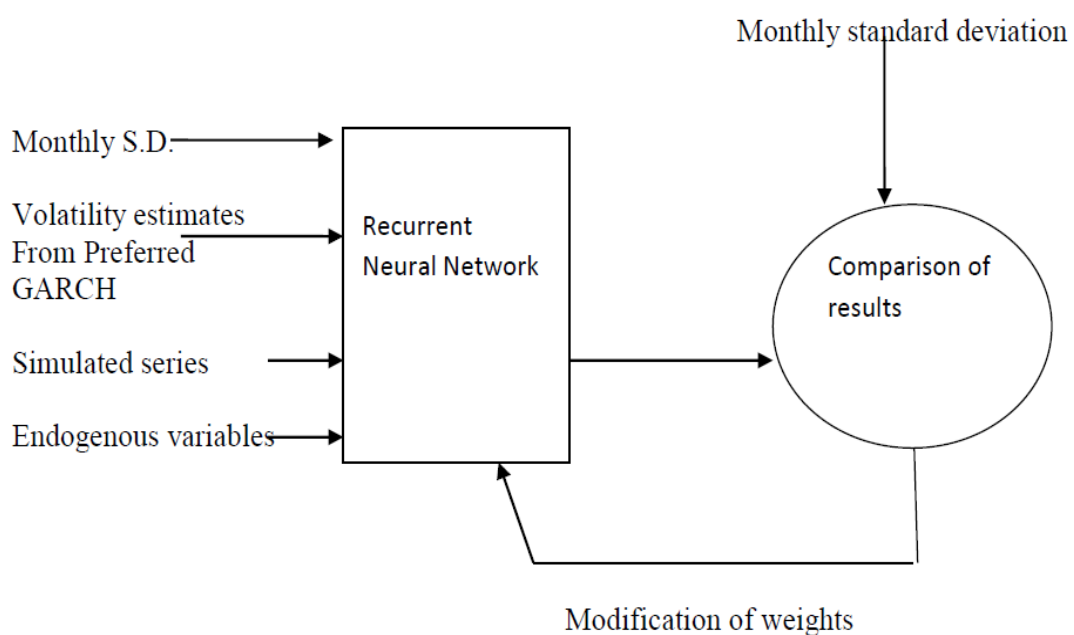 Monthly standard deviation
Monthly S.D.
Volatility estimates
From Preferred
GARCH
Simulated series
Endogenous variables
Recurrent
Neural Network
Comparison of
results
Modification of weights